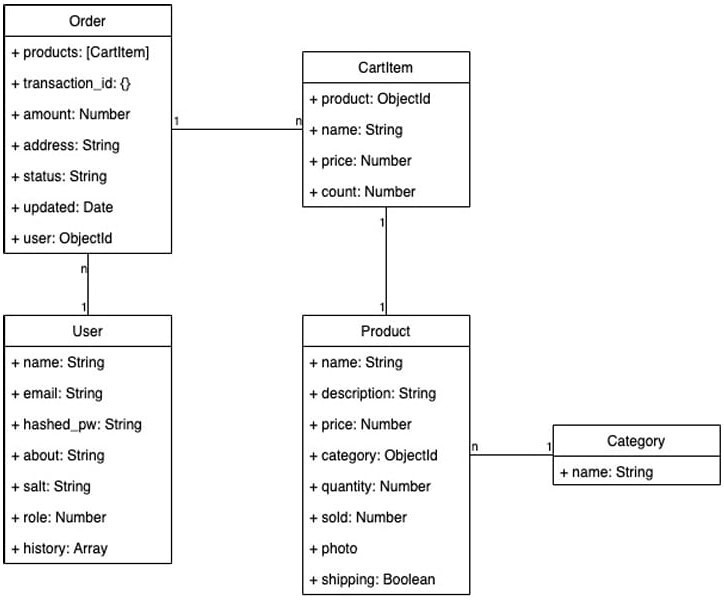 Order
+ products: [CartItem]
+ transaction_id: {}
+ amount: Number
+ address: String
+ status: String
+ updated: Date
+ user: ObjectId
1
n
CartItem
+ product: ObjectId
+ name: String
+ price: Number
+ count: Number
n
1
1
1
User
+ name: String
+ email: String
+ hashed_pw: String
+ about: String
+ salt: String
+ role: Number
+ history: Array
Product
+ name: String
+ description: String
+ price: Number
+ category: ObjectId
+ quantity: Number
+ sold: Number
+ photo
+ shipping: Boolean
n
1
Category
+ name: String